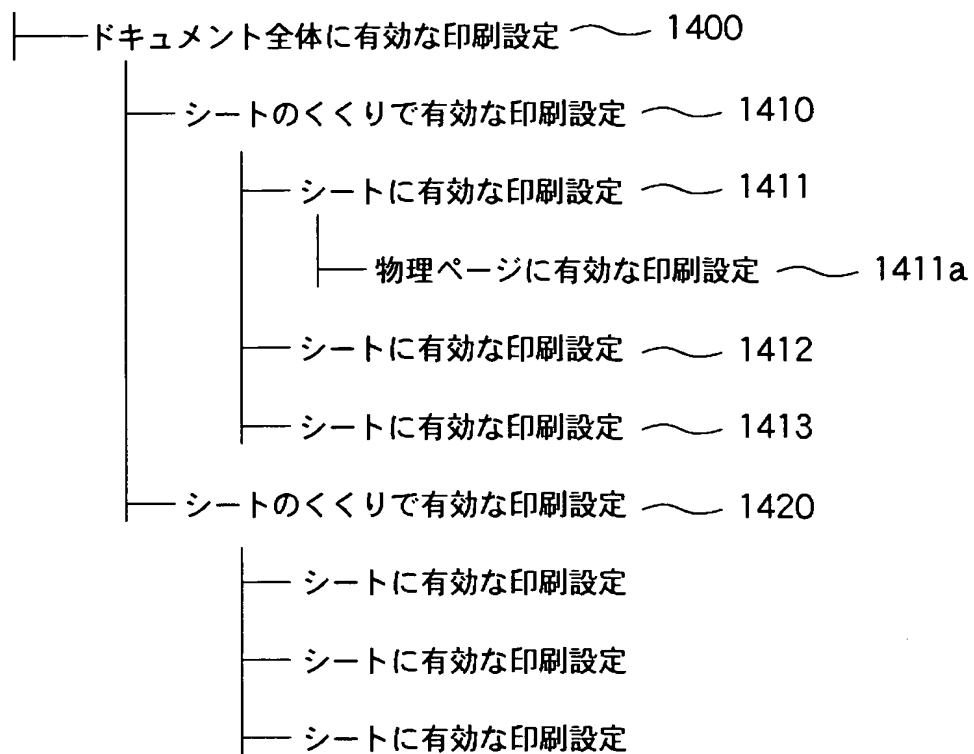 ドキュメント全体に有効な印刷設定 1400
シートのくくりで有効な印刷設定 1410
シートに有効な印刷設定 1411
物理ページに有効な印刷設定 1411a
シートに有効な印刷設定 1412
シートに有効な印刷設定 1413
シートのくくりで有効な印刷設定 1420
シートに有効な印刷設定
シートに有効な印刷設定
シートに有効な印刷設定